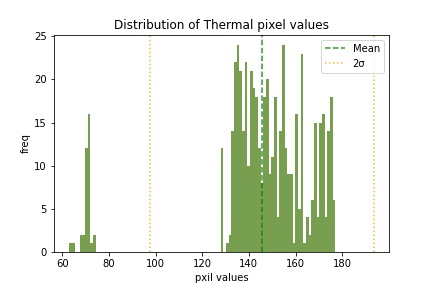 Distribution of Thermal pixel values
25
20
15
10
5
0
freq
Mean
2σ
60 80 100 120 140 160 180
pxil values